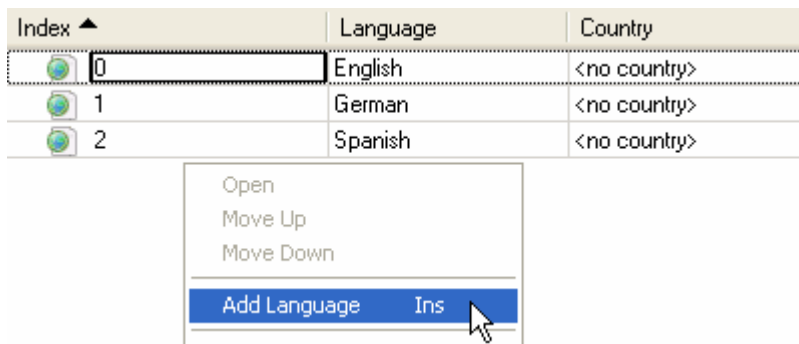 Index Language Country
0 English <no country>
1 German <no country>
2 Spanish <no country>
Open
Move Up
Move Down
Add Language Ins